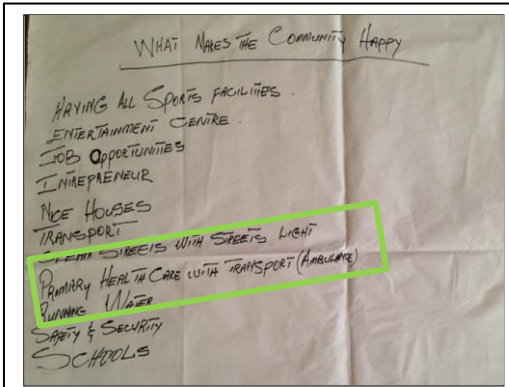 WHAT MAKES THE COMMUNITY HAPPY
HAVING ALL SPORTS FACILITIES.
ENTERTAINMENT CENTRE.
JOB OPPORTUNITIES
INTREPRENEUR
NICE HOUSES
TRANSPORT
CLEAN STREETS WITH STREETS LIGHT
PRIMARY HEALTH CARE WITH TRANSPORT (AMBULANCE)
RUNNING WATER
SAFETY & SECURITY
SCHOOLS